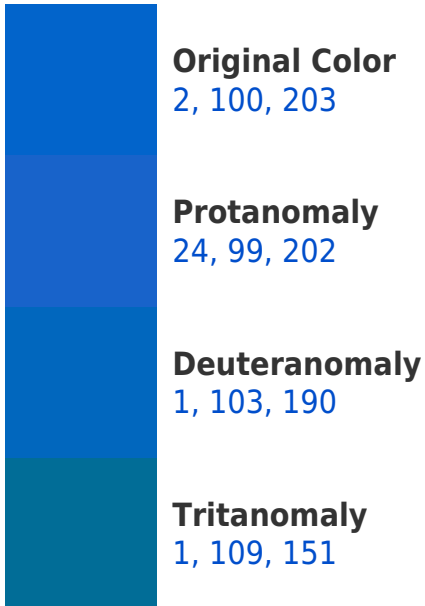 Original Color
2, 100, 203
Protanomaly
24, 99, 202
Deuteranomaly
1, 103, 190
Tritanomaly
1, 109, 151